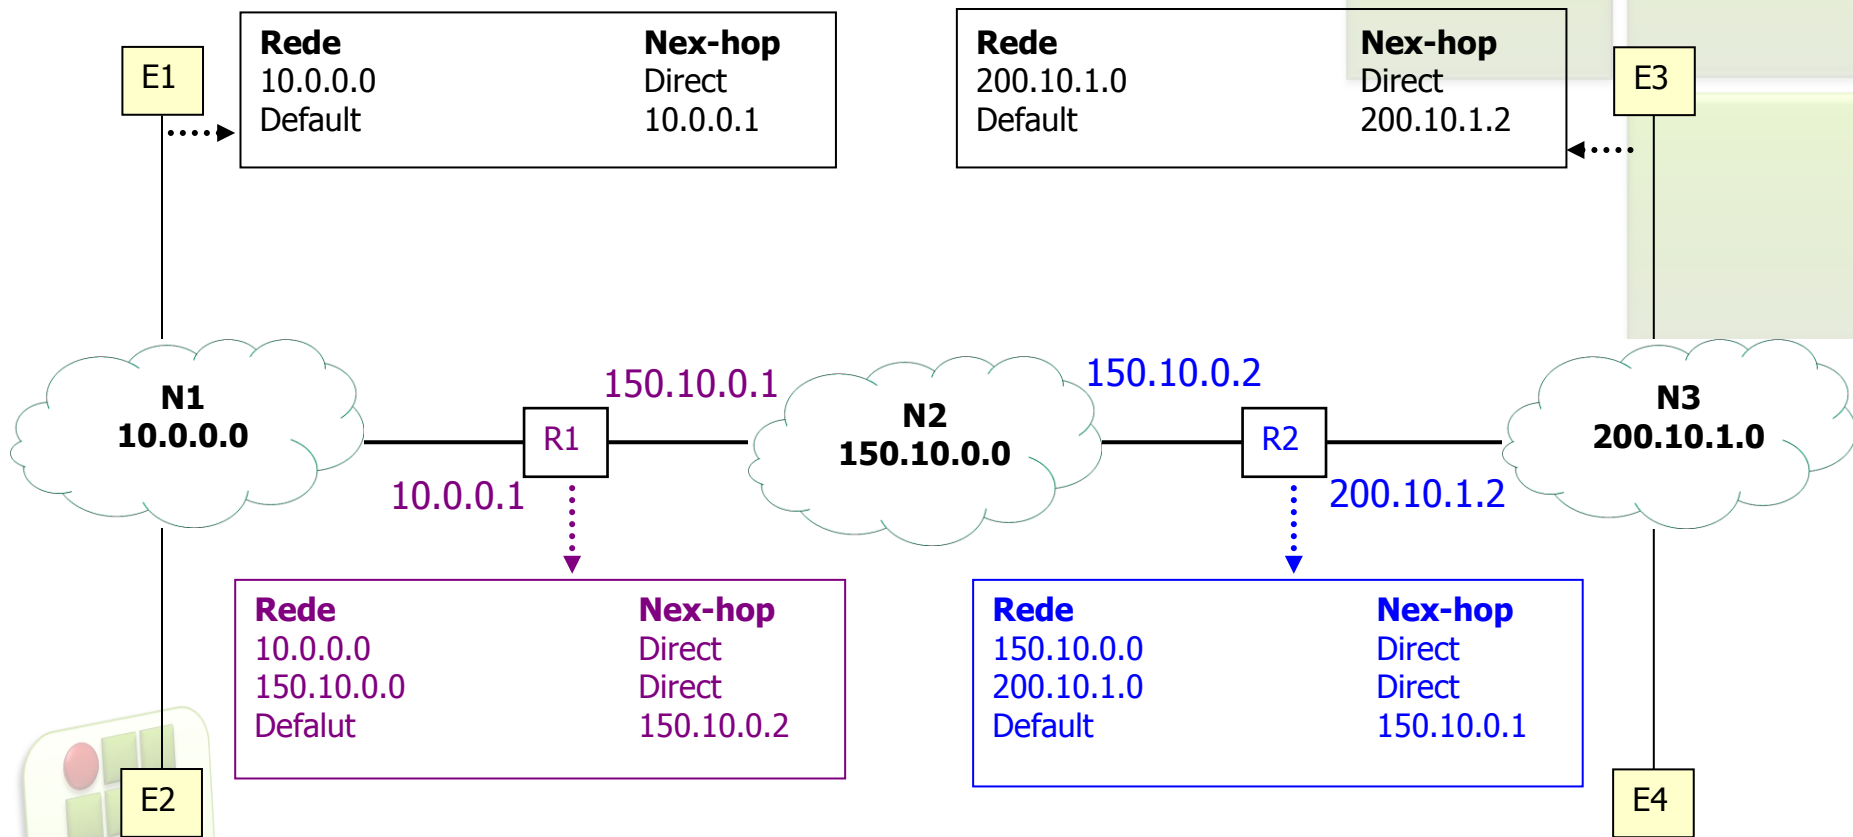 E1
Rede Nex-hop
10.0.0.0 Direct
Default 10.0.0.1
Rede Nex-hop
200.10.1.0 Direct
Default 200.10.1.2
E3
N1
10.0.0.0
10.0.0.1
R1
150.10.0.1
N2
150.10.0.0
150.10.0.2
R2
200.10.1.2
N3
200.10.1.0
Rede Nex-hop
10.0.0.0 Direct
150.10.0.0 Direct
Defalut 150.10.0.2
Rede Nex-hop
150.10.0.0 Direct
200.10.1.0 Direct
Default 150.10.0.1
E2
E4